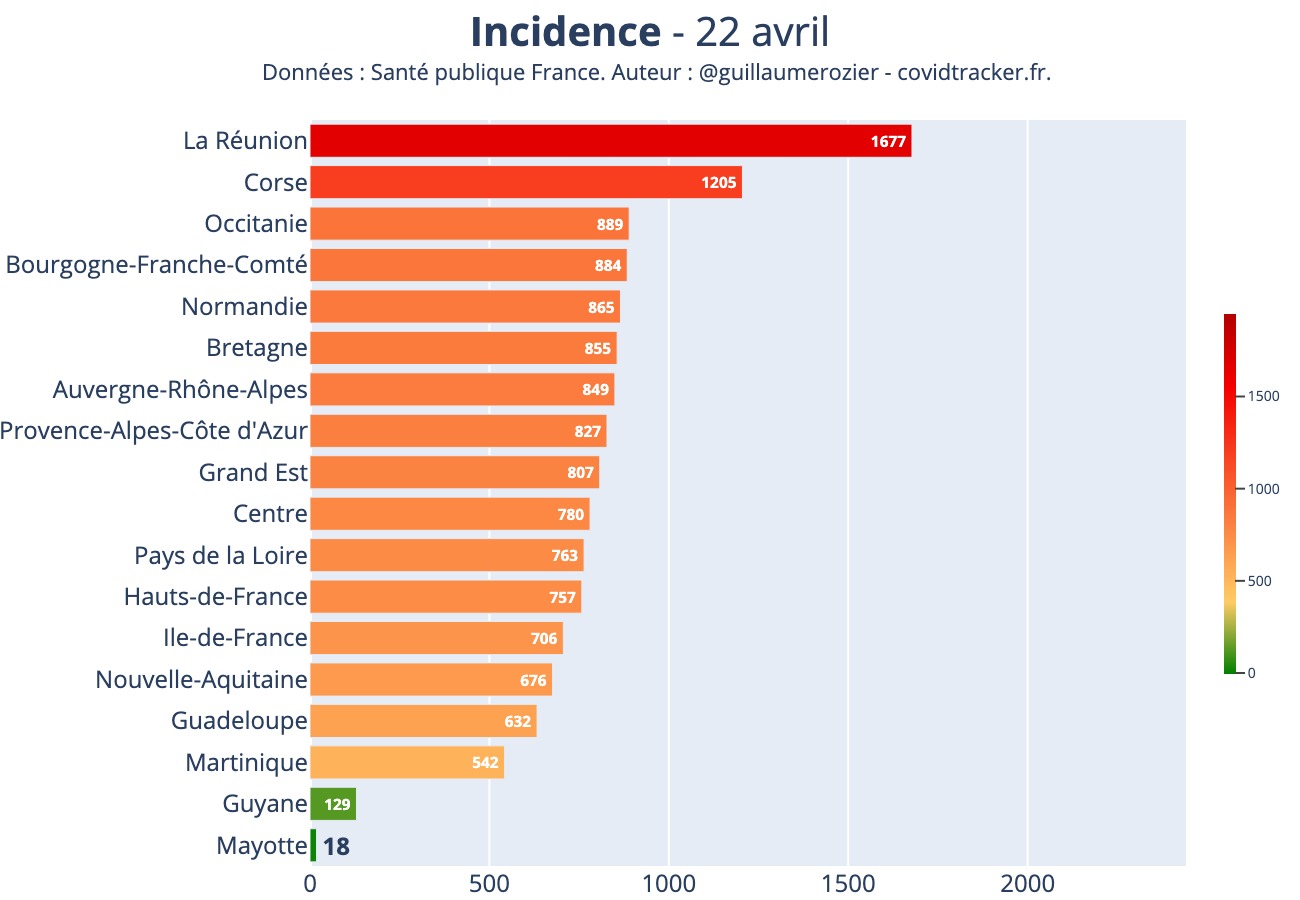 Incidence - 22 avril
Données : Santé publique France. Auteur : @guillaumerozier - covidtracker.fr.
La Réunion 1677
Corse 1205
Occitanie 889
Bourgogne-Franche-Comté 884
Normandie 865
Bretagne 855
Auvergne-Rhône-Alpes 849
Provence-Alpes-Côte d'Azur 827
Grand Est 807
Centre 780
Pays de la Loire 763
Hauts-de-France 757
Ile-de-France 706
Nouvelle-Aquitaine 676
Guadeloupe 632
Martinique 542
Guyane 129
Mayotte 18
0 500 1000 1500 2000
1500
1000
500
0